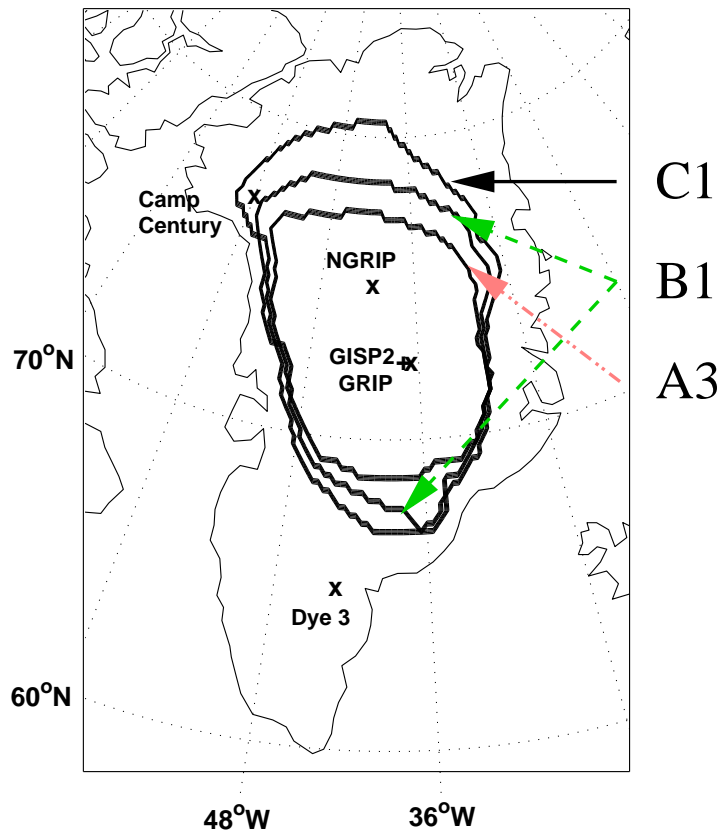 C1
Camp
Century
NGRIP
x
x
B1
70°N
GISP2
GRIP
+x
A3
x
Dye 3
60°N
48°W
36°W